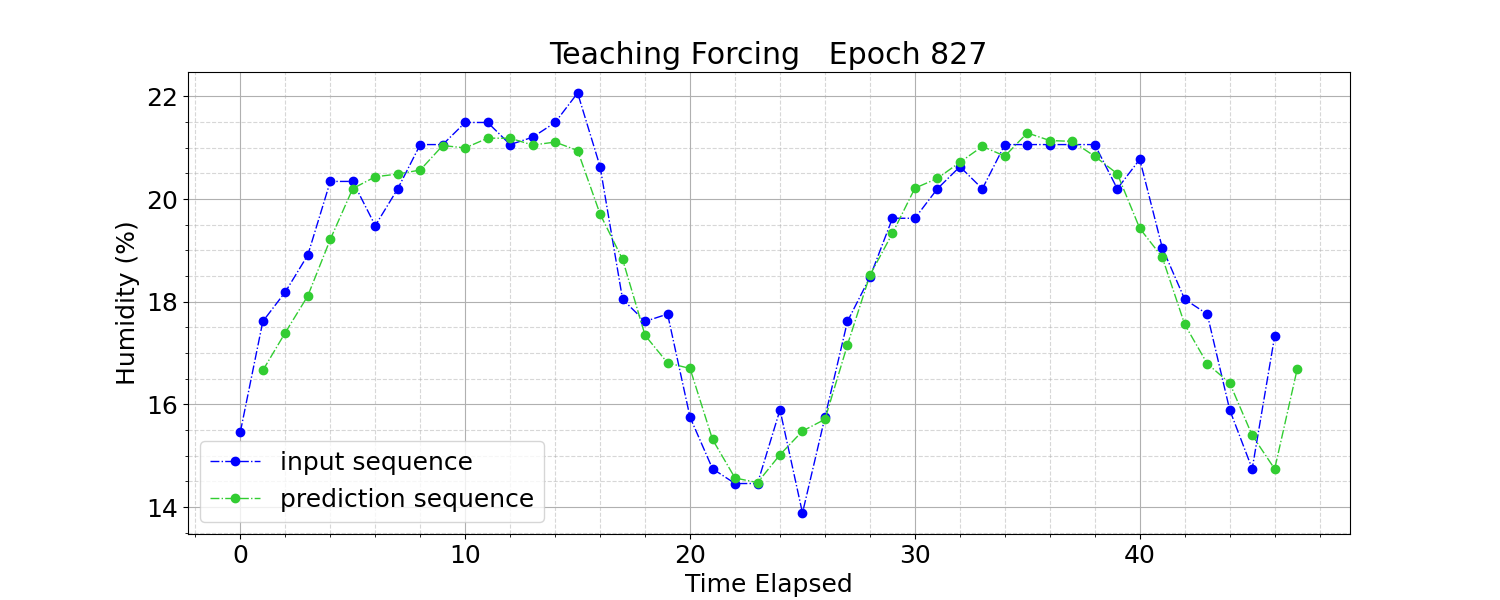 Teaching Forcing   Epoch 827
22
20
18
16
14
Humidity (%)
input sequence
prediction sequence
0 10 20 30 40
Time Elapsed